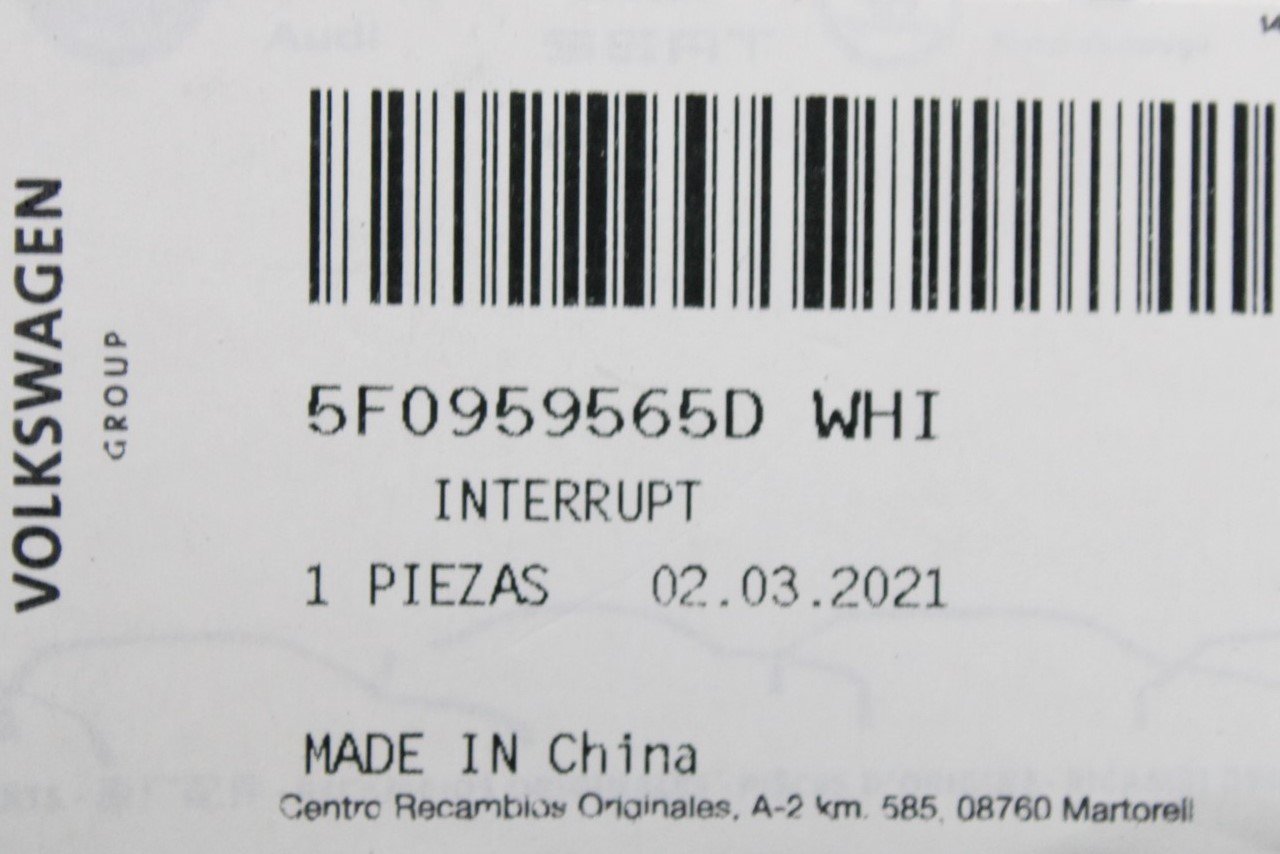 VOLKSWAGEN
GROUP
Audi
5F0959565D WHI
INTERRUPT
1 PIEZAS 02.03.2021
MADE IN China
Centro Recambios Originales, A-2 km. 585, 08760 Martorell